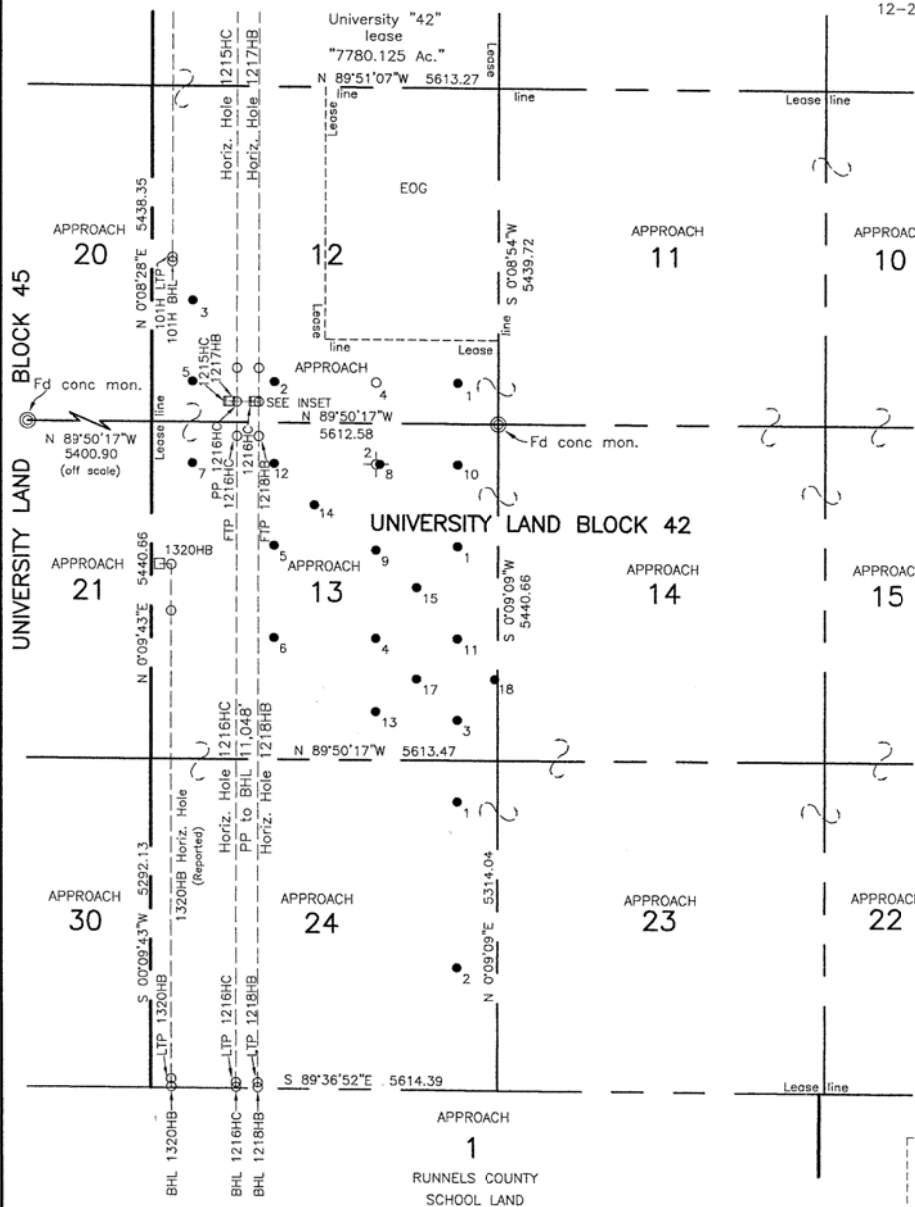 12-2
University "42"
lease
"7780.125 Ac."
N 89°51'07"W 5613.27
Lease
line
Lease line
Horiz. Hole 1215HC
Horiz. Hole 1217HB
Lease
EOG
N 0°08'28"E 5438.35
S 0°08'54"W
5439.72
APPROACH
20
12
APPROACH
11
APPROAC
10
101H LTP
101H BHL
3
Lease
line
Lease
line
APPROACH
UNIVERSITY LAND BLOCK 45
Fd conc mon.
5
1215HC
1217HB
2
4
1
SEE INSET
N 89°50'17"W
5400.90
(off scale)
Lease line
N 89°50'17"W
5612.58
Fd conc mon.
7
PP 1216HC
1216HC
FTP 1216HC
FTP 1218HB
12
2
8
10
14
UNIVERSITY LAND BLOCK 42
N 0°09'43"E 5440.66
1320HB
APPROACH
21
5
APPROACH
13
9
1
15
S 0°09'09"W
5440.66
APPROACH
14
APPROAC
15
6
4
11
17
18
13
3
N 89°50'17"W 5613.47
1320HB Horiz. Hole
(Reported)
Horiz. Hole 1216HC
PP to BHL 11,048'
Horiz. Hole 1218HB
1
S 00°09'43"W 5292.13
N 0°09'09"E 5314.04
APPROACH
30
APPROACH
24
APPROACH
23
APPROACH
22
2
LTP 1320HB
LTP 1216HC
LTP 1218HB
S 89°36'52"E 5614.39
Lease line
BHL 1320HB
BHL 1216HC
BHL 1218HB
APPROACH
1
RUNNELS COUNTY
SCHOOL LAND